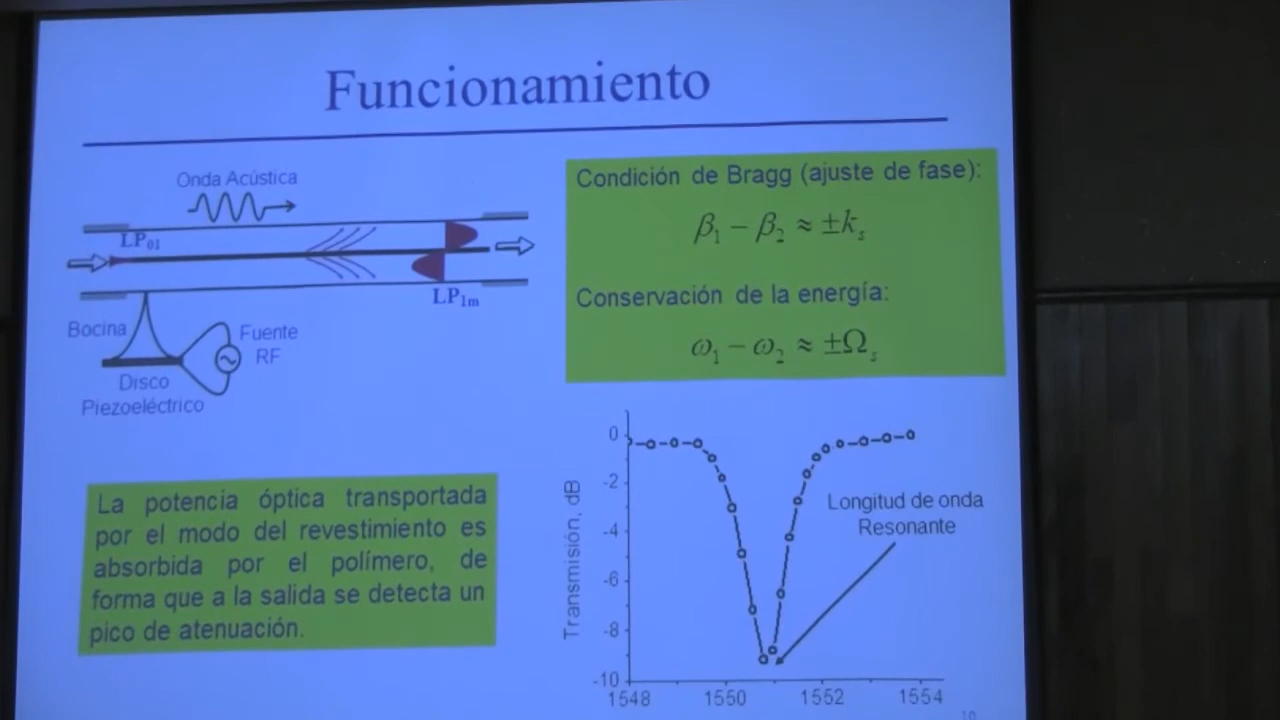 Funcionamiento
Onda Acústica
LP01
LP1m
Bocina
Fuente
RF
Disco
Piezoeléctrico
Condición de Bragg (ajuste de fase):
β₁ − β₂ ≈ ±kₛ
Conservación de la energía:
ω₁ − ω₂ ≈ ±Ωₛ
La potencia óptica transportada
por el modo del revestimiento es
absorbida por el polímero, de
forma que a la salida se detecta un
pico de atenuación.
Transmisión, dB
0
-2
-4
-6
-8
-10
1548 1550 1552 1554
Longitud de onda
Resonante
10